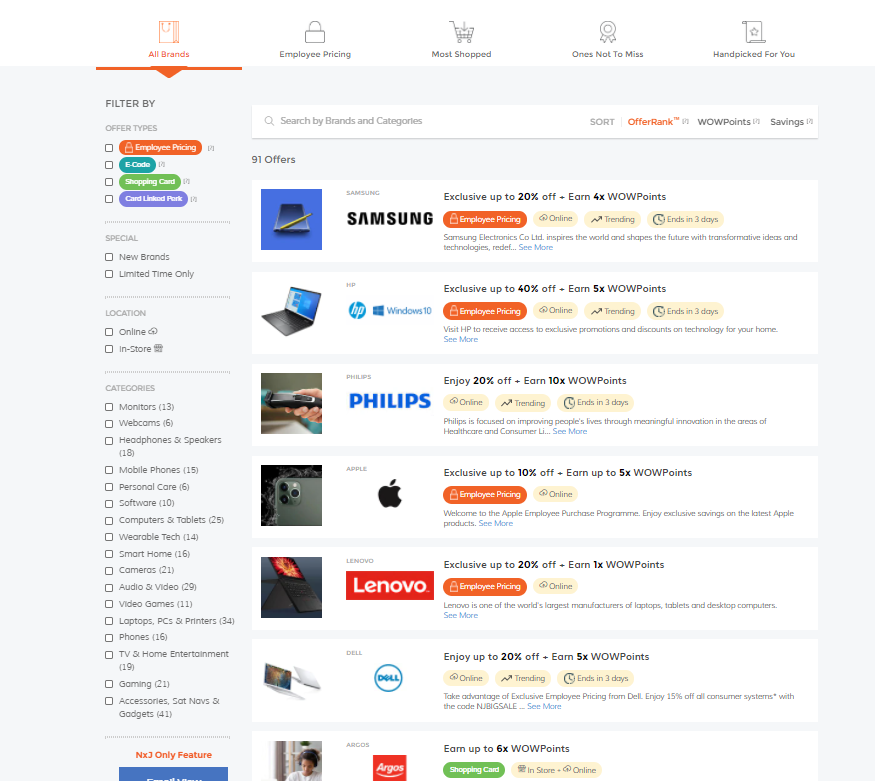 All Brands
Employee Pricing
Most Shopped
Ones Not To Miss
Handpicked For You
FILTER BY
OFFER TYPES
Employee Pricing [?]
E-Code [?]
Shopping Card [?]
Card Linked Perk [?]
SPECIAL
New Brands
Limited Time Only
LOCATION
Online
In-Store
CATEGORIES
Monitors (13)
Webcams (6)
Headphones & Speakers
(18)
Mobile Phones (15)
Personal Care (6)
Software (10)
Computers & Tablets (25)
Wearable Tech (14)
Smart Home (16)
Cameras (21)
Audio & Video (29)
Video Games (11)
Laptops, PCs & Printers (34)
Phones (16)
TV & Home Entertainment
(19)
Gaming (21)
Accessories, Sat Navs &
Gadgets (41)
NxJ Only Feature
Email View
Search by Brands and Categories
SORT OfferRank™ [?] WOWPoints [?] Savings [?]
91 Offers
SAMSUNG
SAMSUNG
Exclusive up to 20% off + Earn 4x WOWPoints
Employee Pricing Online Trending Ends in 3 days
Samsung Electronics Co Ltd, inspires the world and shapes the future with transformative ideas and
technologies, redef... See More
HP
hp Windows 10
Exclusive up to 40% off + Earn 5x WOWPoints
Employee Pricing Online Trending Ends in 3 days
Visit HP to receive access to exclusive promotions and discounts on technology for your home.
See More
PHILIPS
PHILIPS
Enjoy 20% off + Earn 10x WOWPoints
Online Trending Ends in 3 days
Philips is focused on improving people's lives through meaningful innovation in the areas of
Healthcare and Consumer Li... See More
APPLE
Exclusive up to 10% off + Earn up to 5x WOWPoints
Employee Pricing Online
Welcome to the Apple Employee Purchase Programme. Enjoy exclusive savings on the latest Apple
products. See More
LENOVO
Lenovo
Exclusive up to 20% off + Earn 1x WOWPoints
Employee Pricing Online
Lenovo is one of the world's largest manufacturers of laptops, tablets and desktop computers.
See More
DELL
DELL
Enjoy up to 20% off + Earn 5x WOWPoints
Online Trending Ends in 3 days
Take advantage of Exclusive Employee Pricing from Dell. Enjoy 15% off all consumer systems* with
the code NJBIGSALE ... See More
ARGOS
Argos
Earn up to 6x WOWPoints
Shopping Card In Store + Online